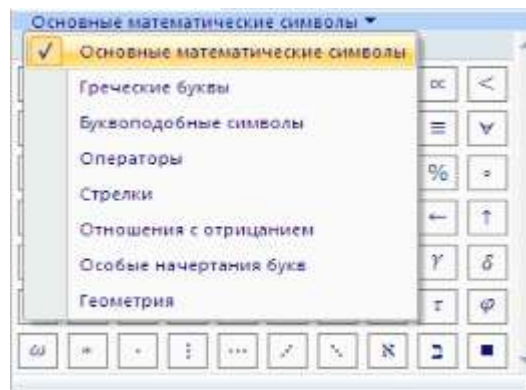 Основные математические символы ▼
✓ Основные математические символы
Греческие буквы
∝ <
Буквоподобные символы
≡ ∀
Операторы
% °
Стрелки
← ↑
Отношения с отрицанием
Особые начертания букв
γ δ
Геометрия
τ φ
ω * · ⋮ ⋯ ⋰ ⋱ ℵ ℶ ■